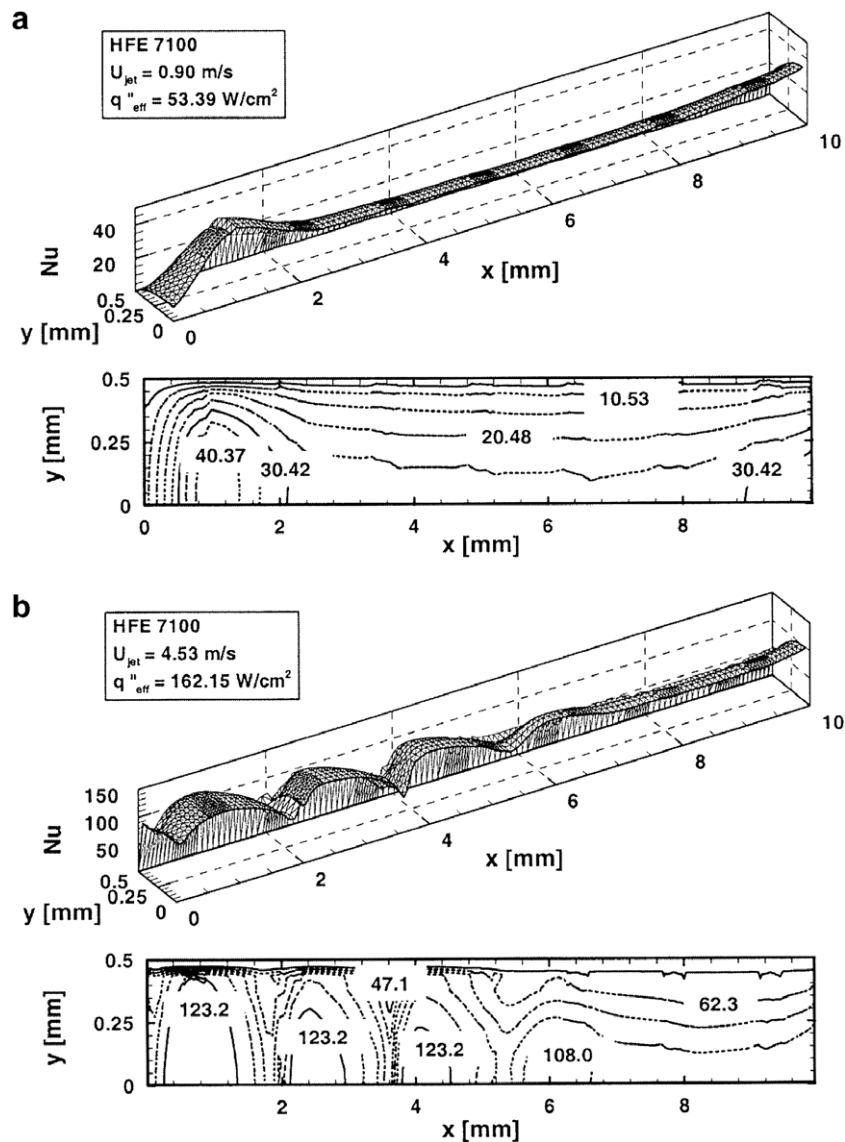 a
HFE 7100
U_jet = 0.90 m/s
q"_eff = 53.39 W/cm²
40
20
Nu
0.5
0.25
0
y [mm]
0
2
4
6
8
10
x [mm]
0.5
0.25
0
y [mm]
10.53
20.48
40.37
30.42
30.42
0
2
4
6
8
x [mm]
b
HFE 7100
U_jet = 4.53 m/s
q"_eff = 162.15 W/cm²
150
100
50
Nu
0.5
0.25
0
y [mm]
0
2
4
6
8
10
x [mm]
0.5
0.25
0
y [mm]
123.2
47.1
62.3
123.2
123.2
108.0
2
4
6
8
x [mm]